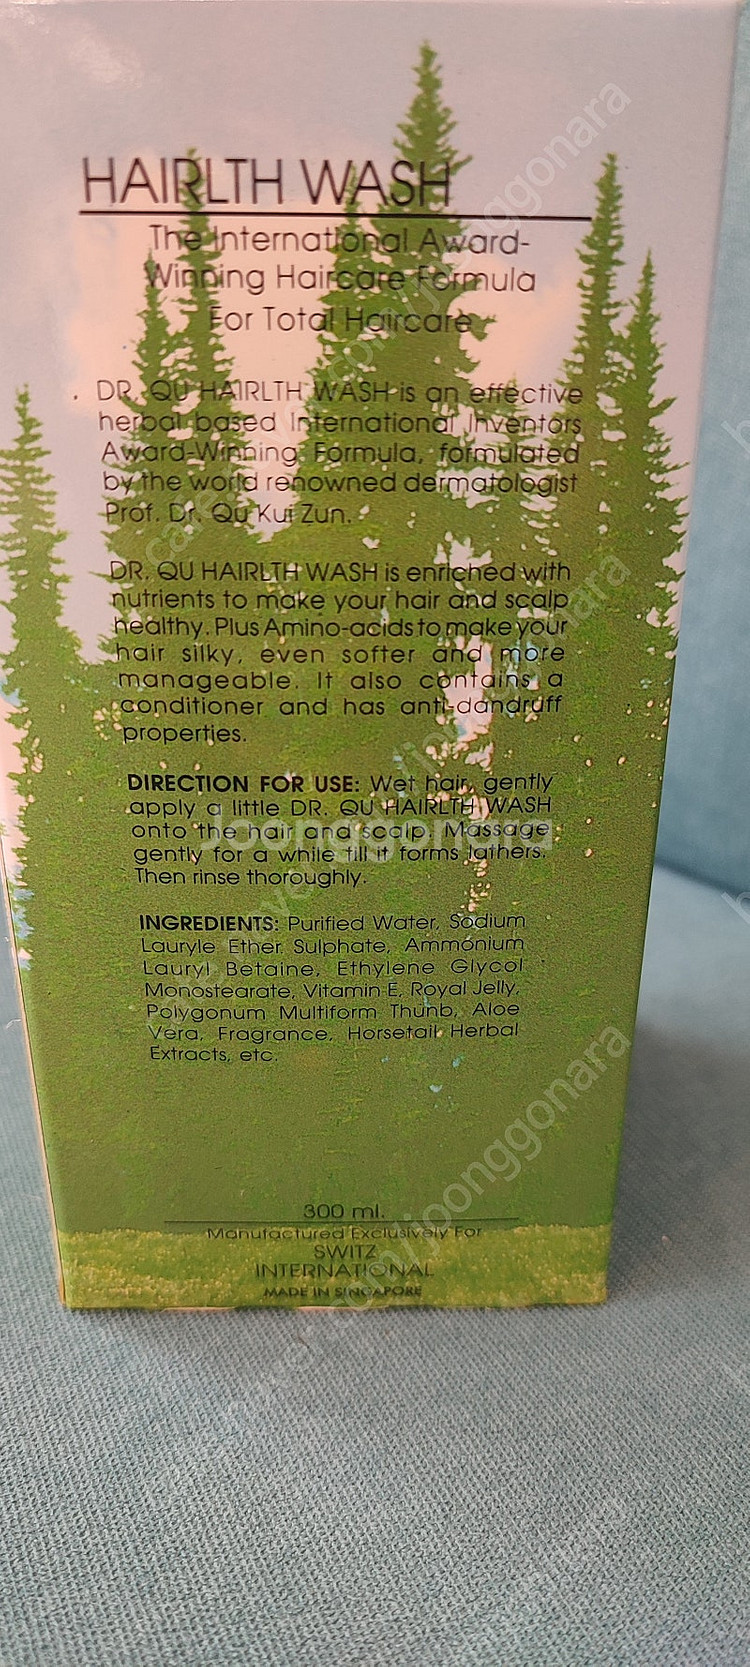 HAIRLTH WASH
The International Award-
Winning Haircare Formula
For Total Haircare
DR. QU HAIRLTH WASH is an effective
herbal based International Inventors
Award-Winning Formula, formulated
by the world renowned dermatologist
Prof. Dr. Qu Kui Zun.
DR. QU HAIRLTH WASH is enriched with
nutrients to make your hair and scalp
healthy. Plus Amino-acids to make your
hair silky, even softer and more
manageable. It also contains a
conditioner and has anti-dandruff
properties.
DIRECTION FOR USE: Wet hair, gently
apply a little DR. QU HAIRLTH WASH
onto the hair and scalp. Massage
gently for a while till it forms lathers.
Then rinse thoroughly.
INGREDIENTS: Purified Water, Sodium
Lauryle Ether Sulphate, Ammonium
Lauryl Betaine, Ethylene Glycol
Monostearate, Vitamin E, Royal Jelly,
Polygonum Multiform Thunb, Aloe
Vera, Fragrance, Horsetail Herbal
Extracts, etc.
300 ml.
Manufactured Exclusively For
SWITZ
INTERNATIONAL
MADE IN SINGAPORE
Joonggonara